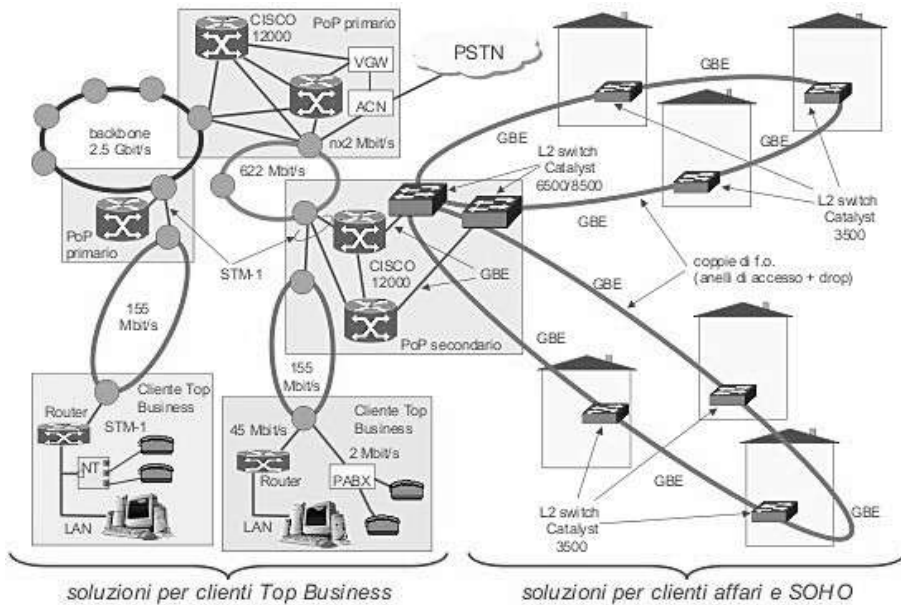 CISCO
12000
PoP primario
VGW
ACN
nx2 Mbit/s
PSTN
backbone
2.5 Gbit/s
PoP
primario
622 Mbit/s
STM-1
CISCO
12000
GBE
PoP secondario
L2 switch
Catalyst
6500/8500
GBE
GBE
GBE
GBE
L2 switch
Catalyst
3500
coppie di f.o.
(anelli di accesso + drop)
GBE
GBE
GBE
GBE
L2 switch
Catalyst
3500
155
Mbit/s
155
Mbit/s
Router
Cliente Top
Business
STM-1
NT
LAN
45 Mbit/s
Cliente Top
Business
2 Mbit/s
Router
PABX
LAN
soluzioni per clienti Top Business
soluzioni per clienti affari e SOHO